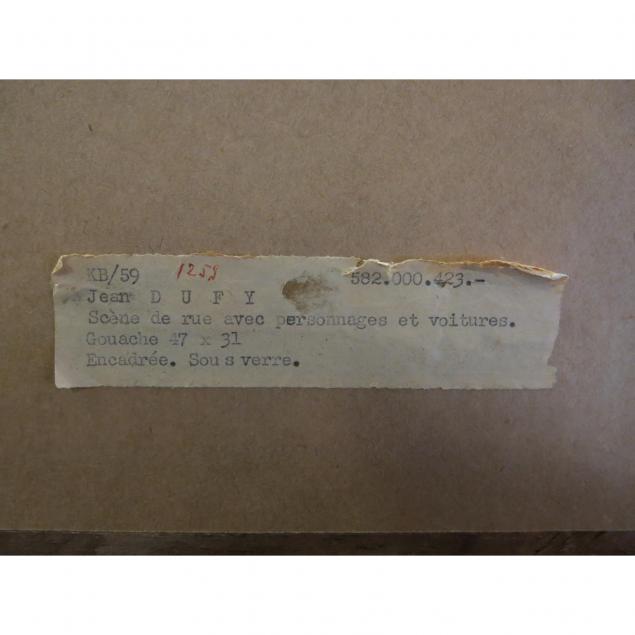 KB/59 1258 582.000.423.-
Jean D U F Y
Scène de rue avec personnages et voitures.
Gouache 47 x 31
Encadrée. Sous verre.